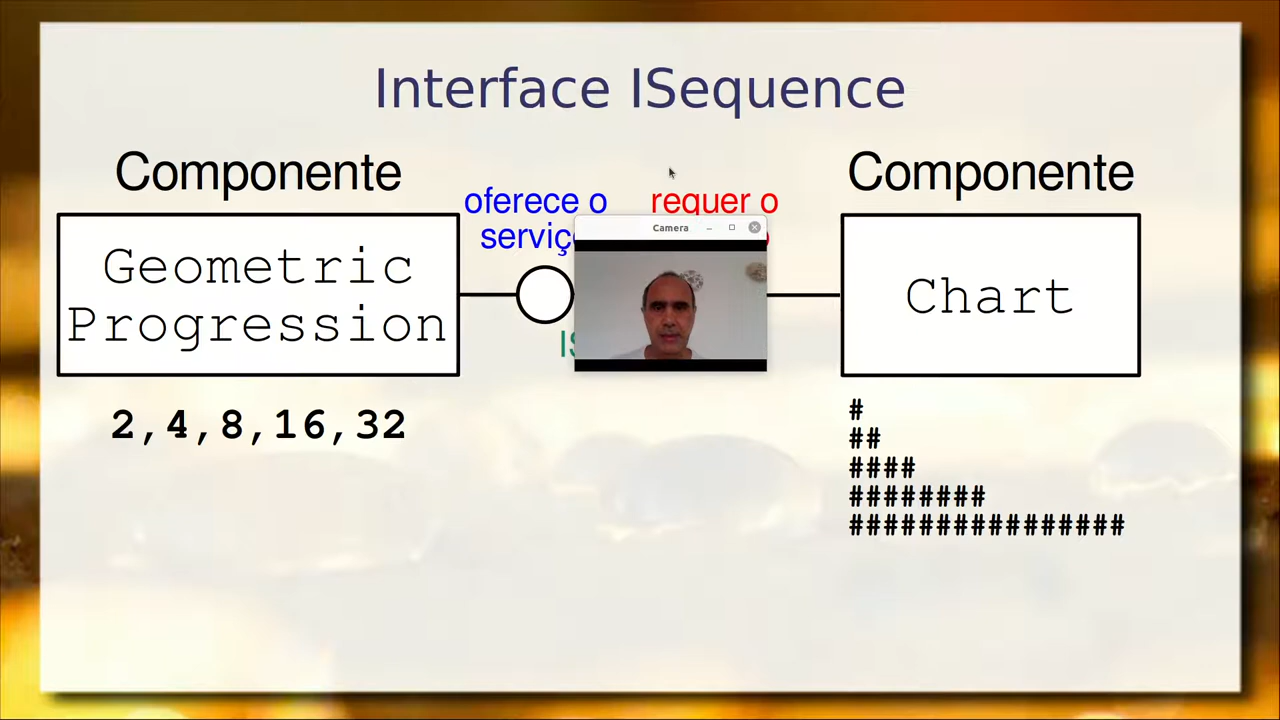 Interface ISequence
Componente
Componente
oferece o
requer o
Camera
Geometric
Progression
Chart
2,4,8,16,32
#
##
####
########
################